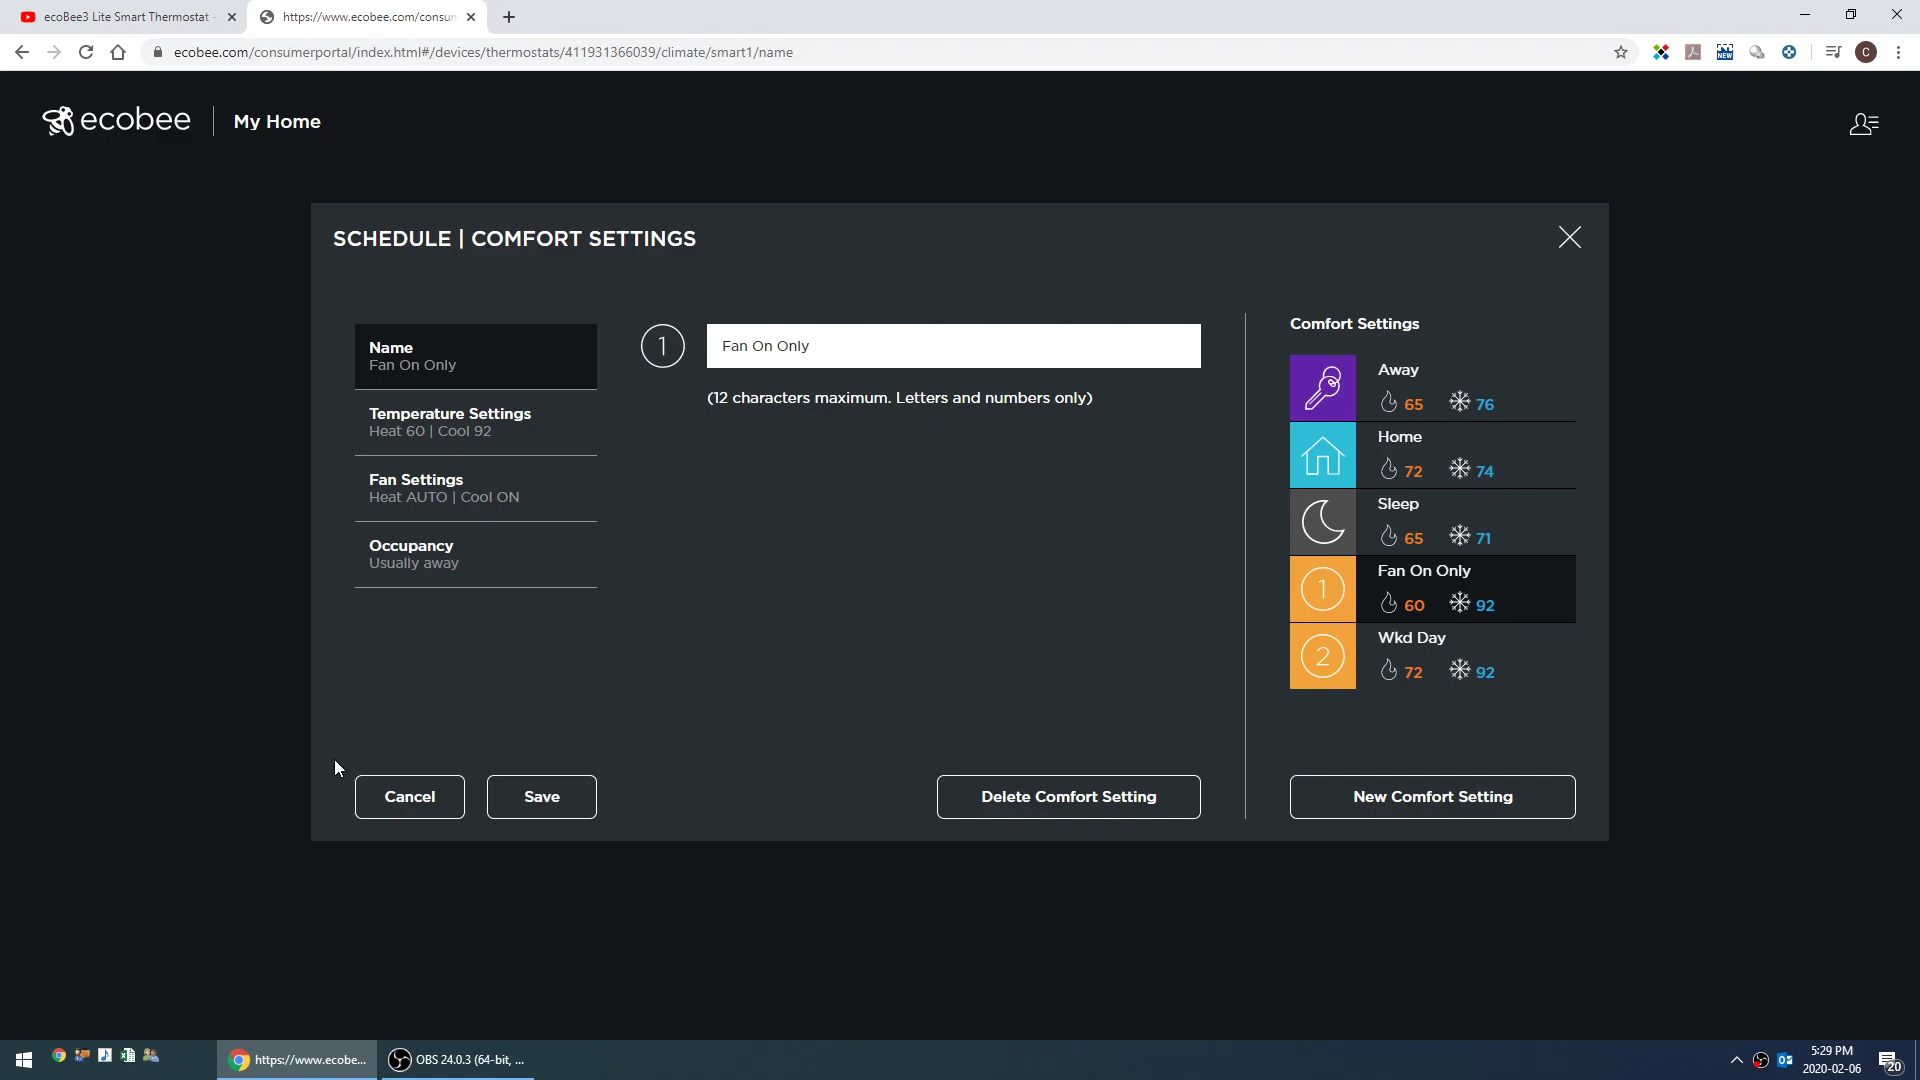 ecoBee3 Lite Smart Thermostat -
https://www.ecobee.com/consum
ecobee.com/consumerportal/index.html#/devices/thermostats/411931366039/climate/smart1/name
NEW
C
ecobee
My Home
SCHEDULE | COMFORT SETTINGS
Name
Fan On Only
Temperature Settings
Heat 60 | Cool 92
Fan Settings
Heat AUTO | Cool ON
Occupancy
Usually away
1
Fan On Only
(12 characters maximum. Letters and numbers only)
Cancel
Save
Delete Comfort Setting
Comfort Settings
Away
65 76
Home
72 74
Sleep
65 71
1
Fan On Only
60 92
2
Wkd Day
72 92
New Comfort Setting
https://www.ecobe...
OBS 24.0.3 (64-bit, ...
5:29 PM
2020-02-06
20